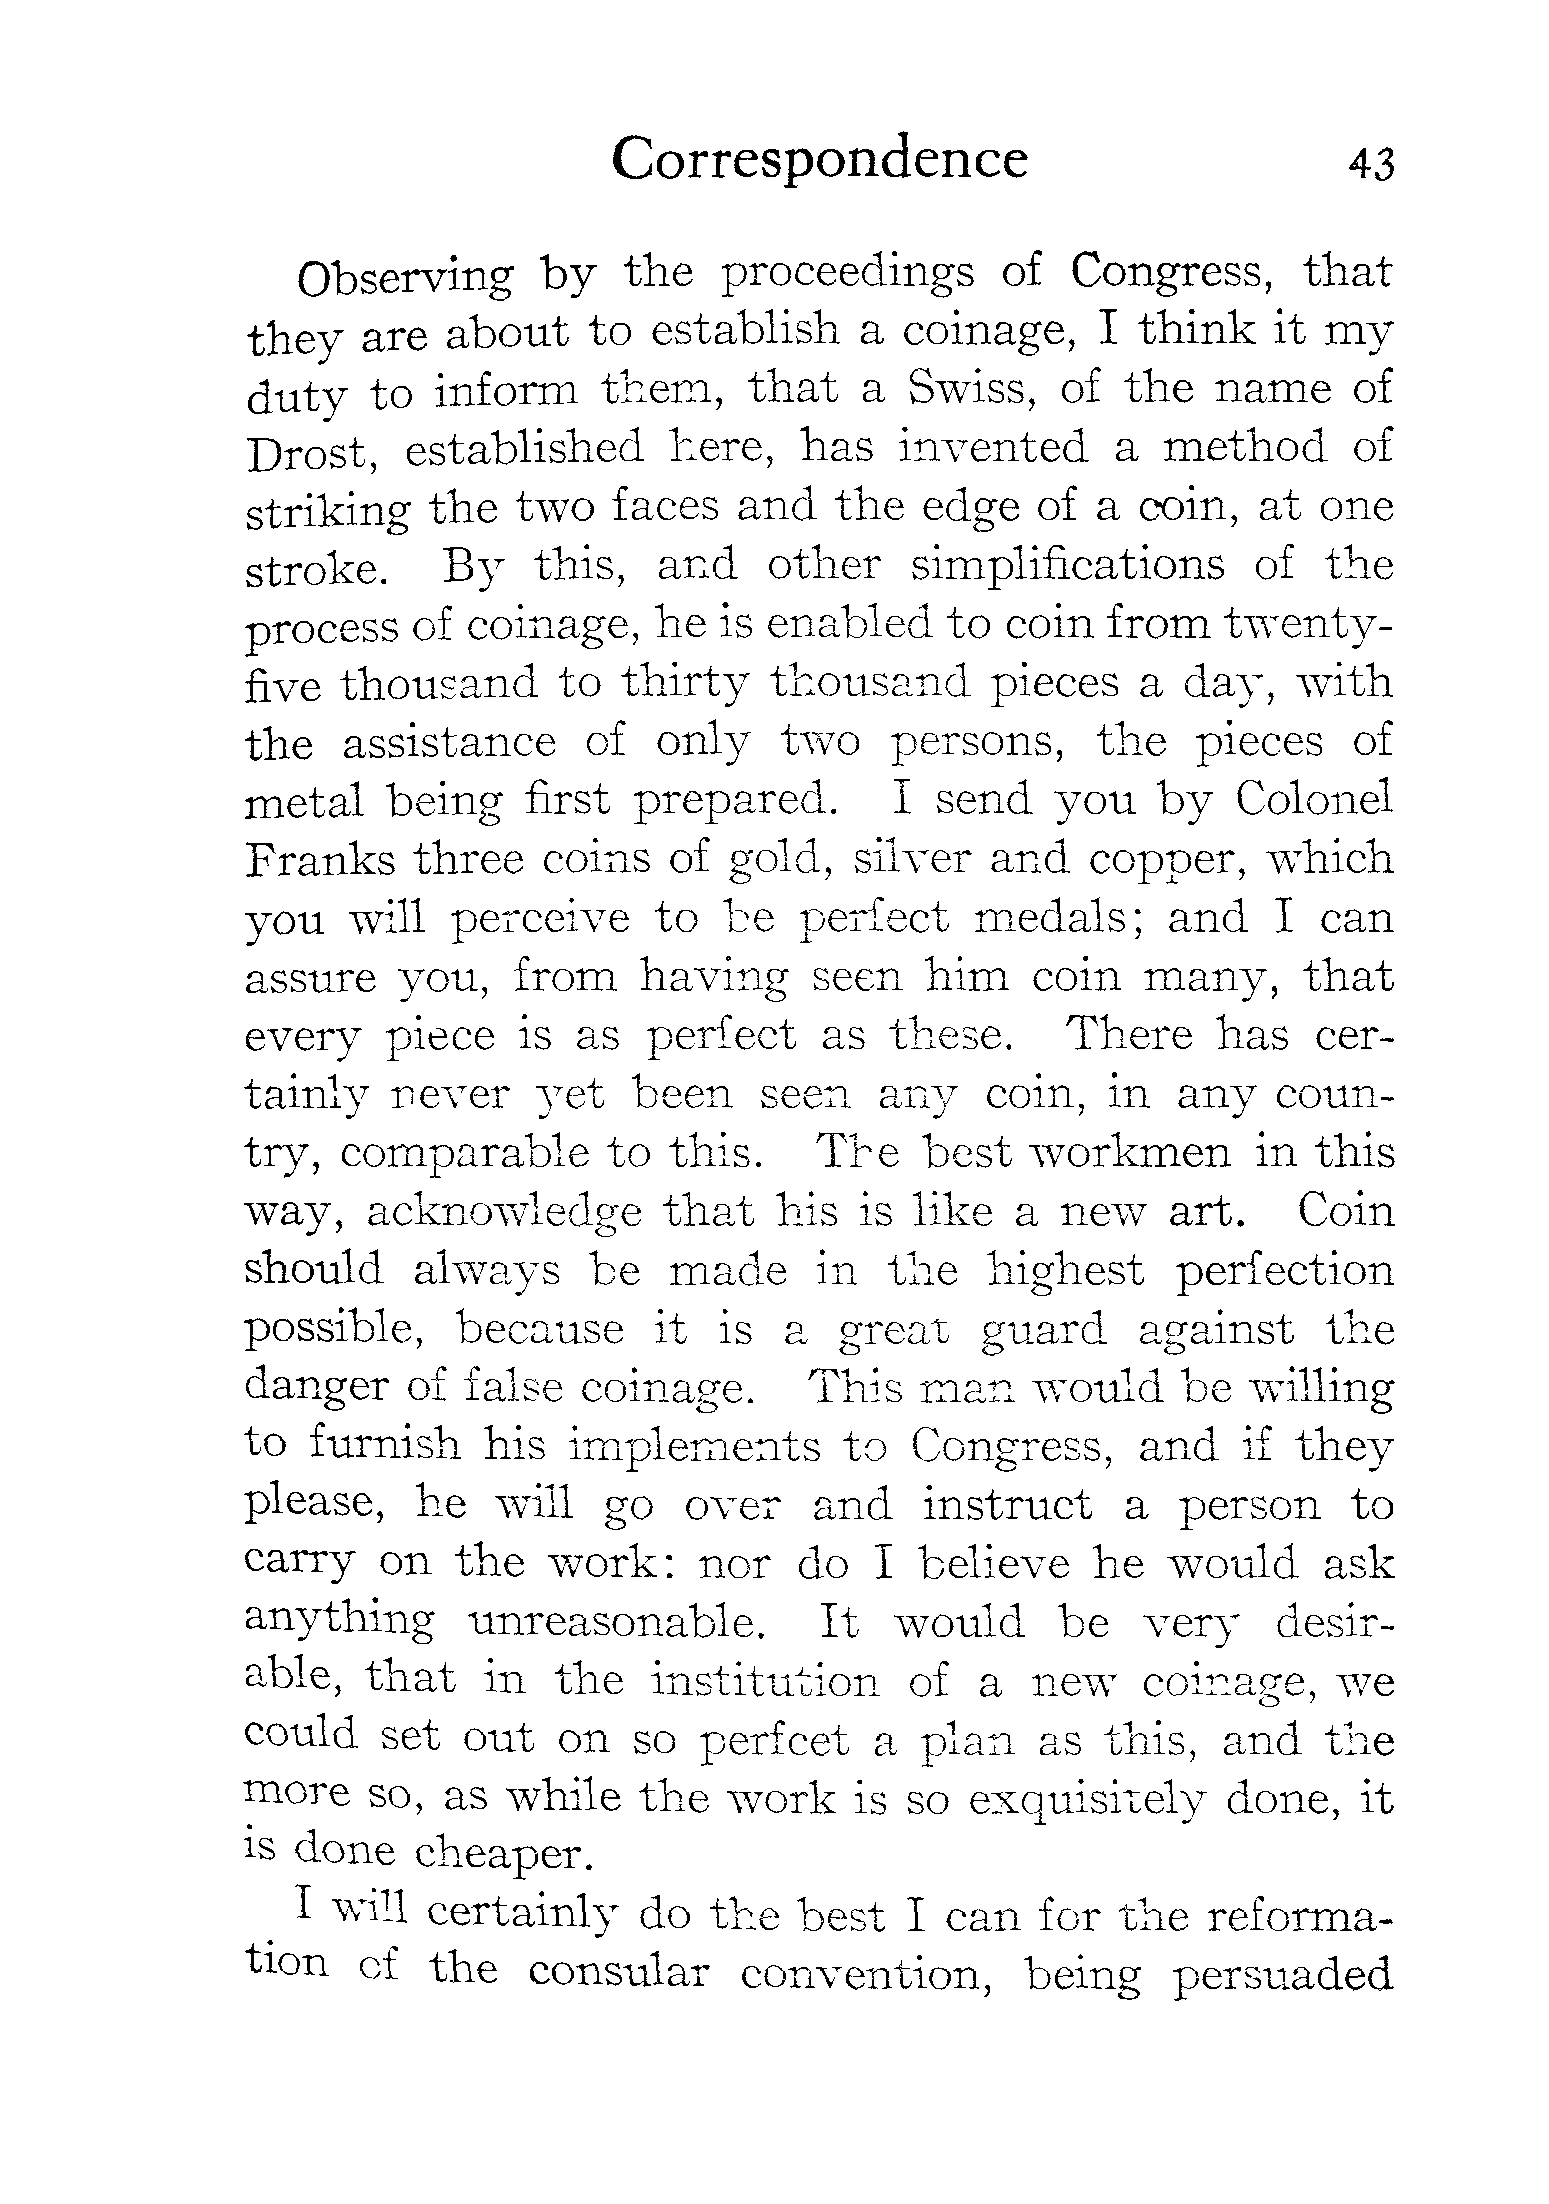 Correspondence 43
Observing by the proceedings of Congress, that
they are about to establish a coinage, I think it my
duty to inform them, that a Swiss, of the name of
Drost, established here, has invented a method of
striking the two faces and the edge of a coin, at one
stroke. By this, and other simplifications of the
process of coinage, he is enabled to coin from twenty-
five thousand to thirty thousand pieces a day, with
the assistance of only two persons, the pieces of
metal being first prepared. I send you by Colonel
Franks three coins of gold, silver and copper, which
you will perceive to be perfect medals; and I can
assure you, from having seen him coin many, that
every piece is as perfect as these. There has cer-
tainly never yet been seen any coin, in any coun-
try, comparable to this. The best workmen in this
way, acknowledge that his is like a new art. Coin
should always be made in the highest perfection
possible, because it is a great guard against the
danger of false coinage. This man would be willing
to furnish his implements to Congress, and if they
please, he will go over and instruct a person to
carry on the work: nor do I believe he would ask
anything unreasonable. It would be very desir-
able, that in the institution of a new coinage, we
could set out on so perfcet a plan as this, and the
more so, as while the work is so exquisitely done, it
is done cheaper.
I will certainly do the best I can for the reforma-
tion of the consular convention, being persuaded